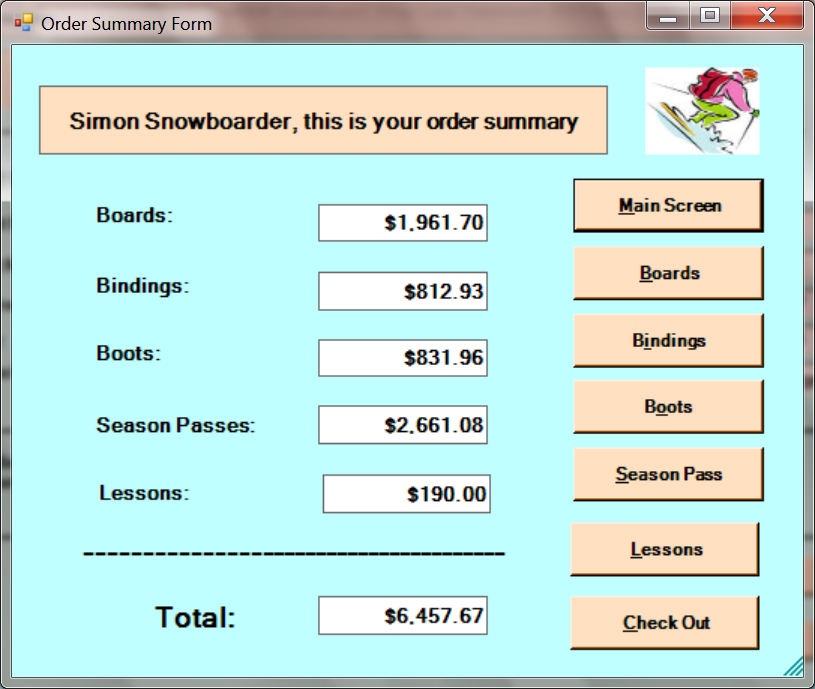 Order Summary Form
Simon Snowboarder, this is your order summary
Boards: $1,961.70
Main Screen
Boards
Bindings: $812.93
Bindings
Boots: $831.96
Boots
Season Passes: $2,661.08
Season Pass
Lessons: $190.00
Lessons
Total: $6,457.67
Check Out